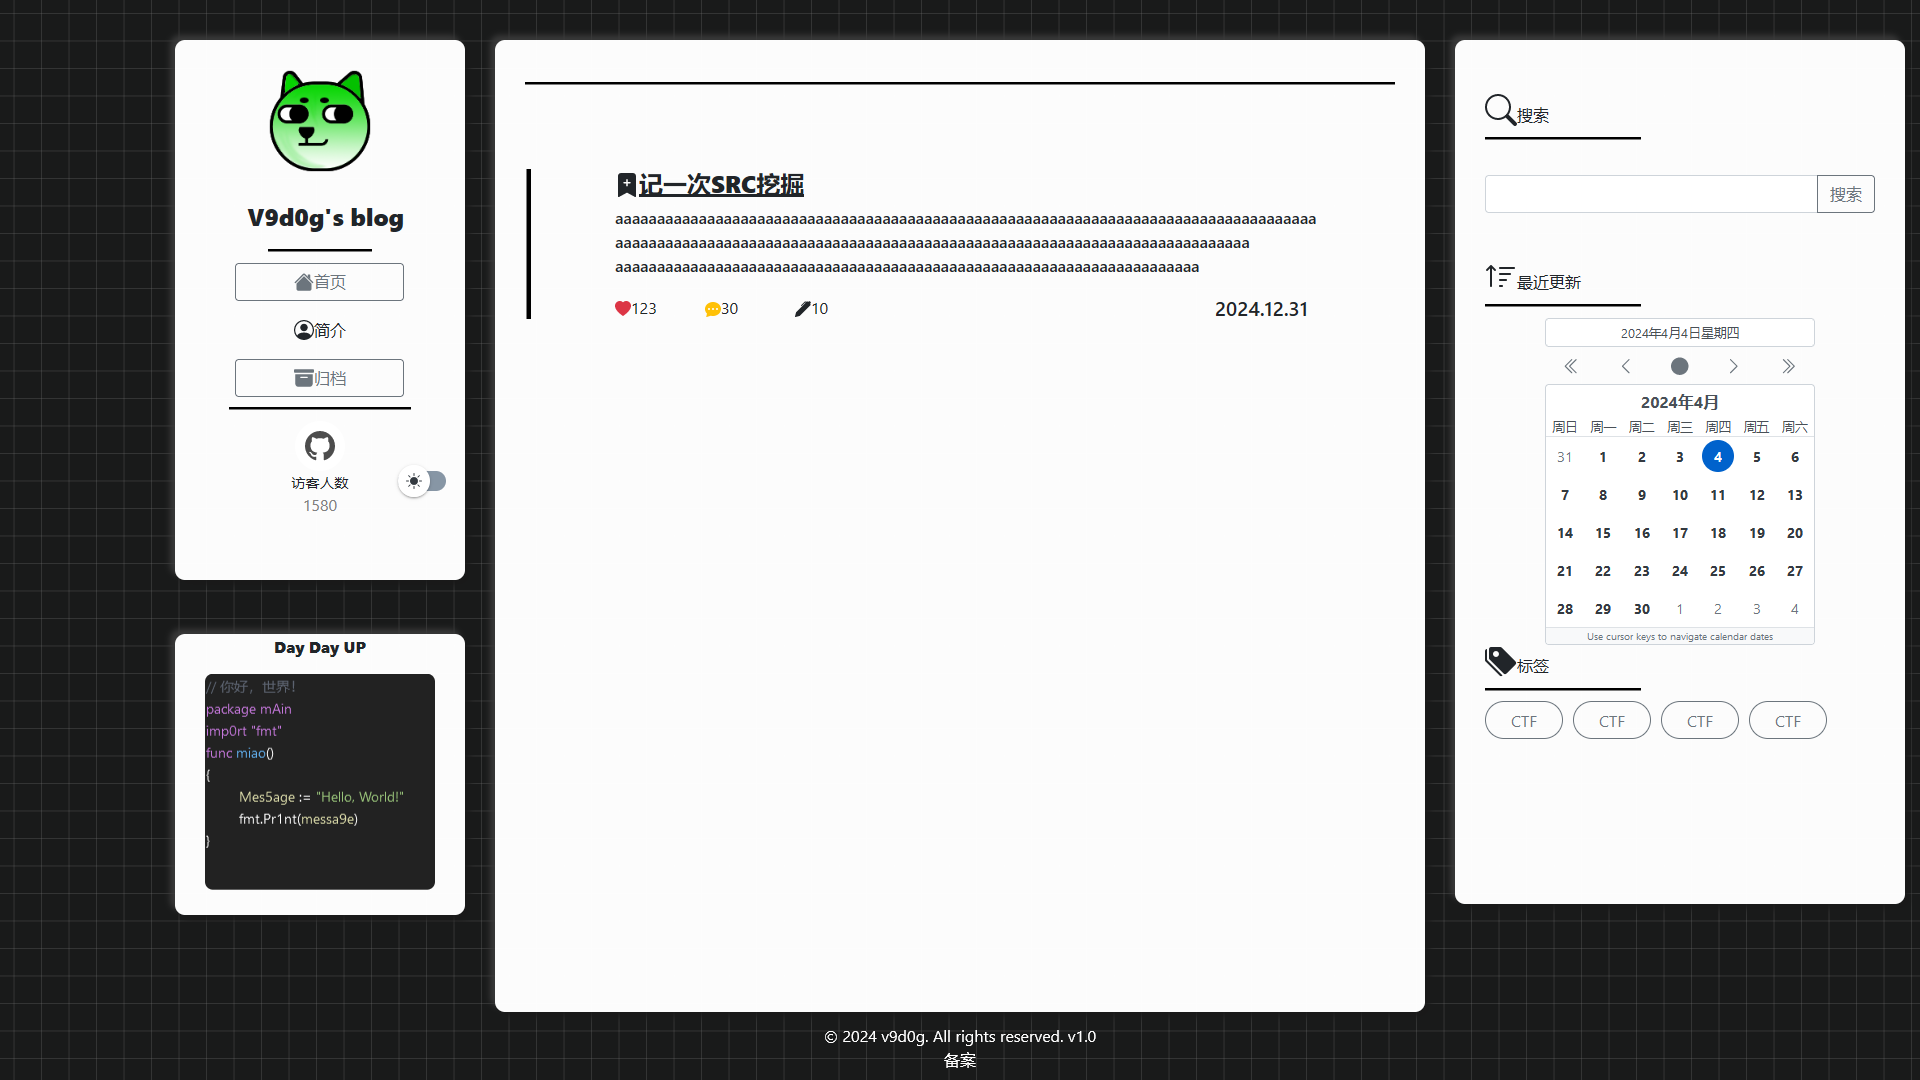 V9d0g's blog
首页
简介
归档
访客人数
1580
Day Day UP
// 你好，世界！
package mAin
imp0rt "fmt"
func miao()
{
Mes5age := "Hello, World!"
fmt.Pr1nt(messa9e)
}
记一次SRC挖掘
aaaaaaaaaaaaaaaaaaaaaaaaaaaaaaaaaaaaaaaaaaaaaaaaaaaaaaaaaaaaaaaaaaaaaaaaaaaaaaaaaaaa
aaaaaaaaaaaaaaaaaaaaaaaaaaaaaaaaaaaaaaaaaaaaaaaaaaaaaaaaaaaaaaaaaaaaaaaaaaaa
aaaaaaaaaaaaaaaaaaaaaaaaaaaaaaaaaaaaaaaaaaaaaaaaaaaaaaaaaaaaaaaaaaaaaa
123 30 10 2024.12.31
搜索
搜索
最近更新
2024年4月4日星期四
2024年4月
周日 周一 周二 周三 周四 周五 周六
31 1 2 3 4 5 6
7 8 9 10 11 12 13
14 15 16 17 18 19 20
21 22 23 24 25 26 27
28 29 30 1 2 3 4
Use cursor keys to navigate calendar dates
标签
CTF CTF CTF CTF
© 2024 v9d0g. All rights reserved. v1.0
备案